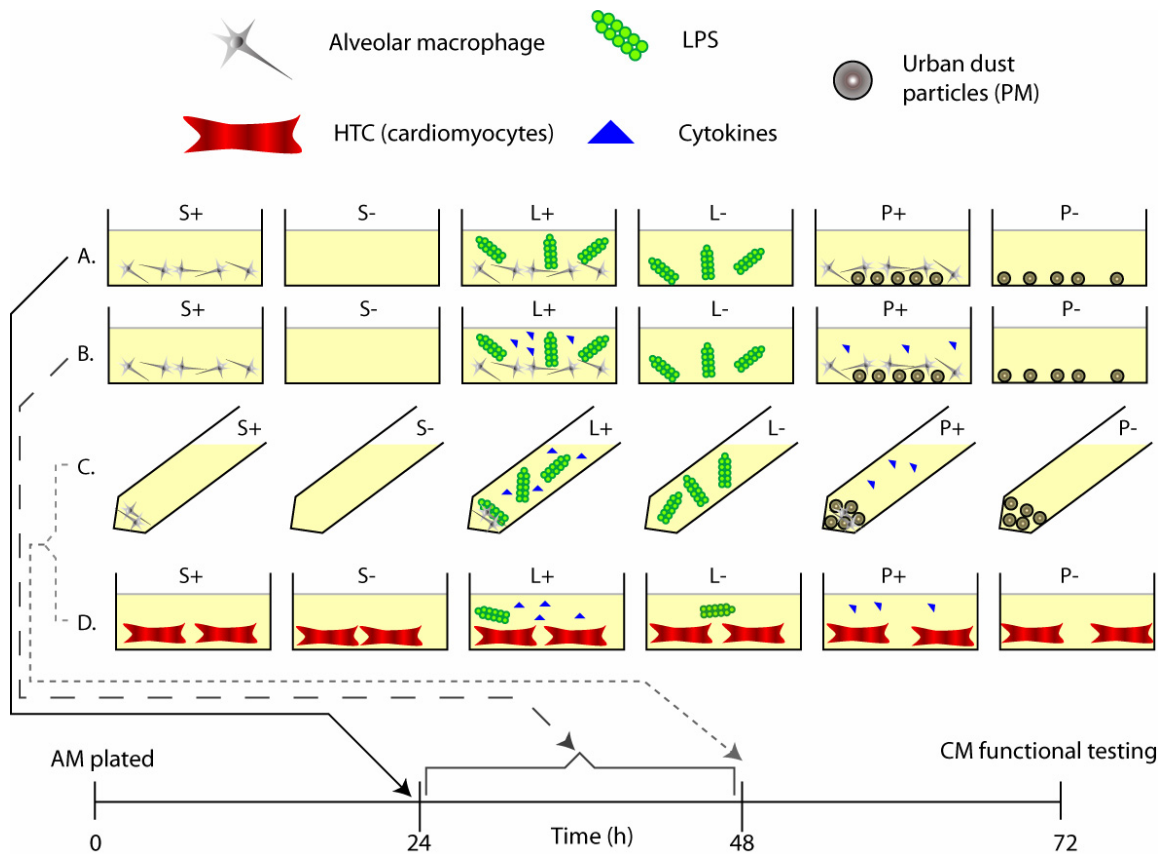 Alveolar macrophage
LPS
Urban dust
particles (PM)
HTC (cardiomyocytes)
Cytokines
S+ S- L+ L- P+ P-
A.
S+ S- L+ L- P+ P-
B.
S+ S- L+ L- P+ P-
C.
S+ S- L+ L- P+ P-
D.
AM plated
CM functional testing
0 24 Time (h) 48 72